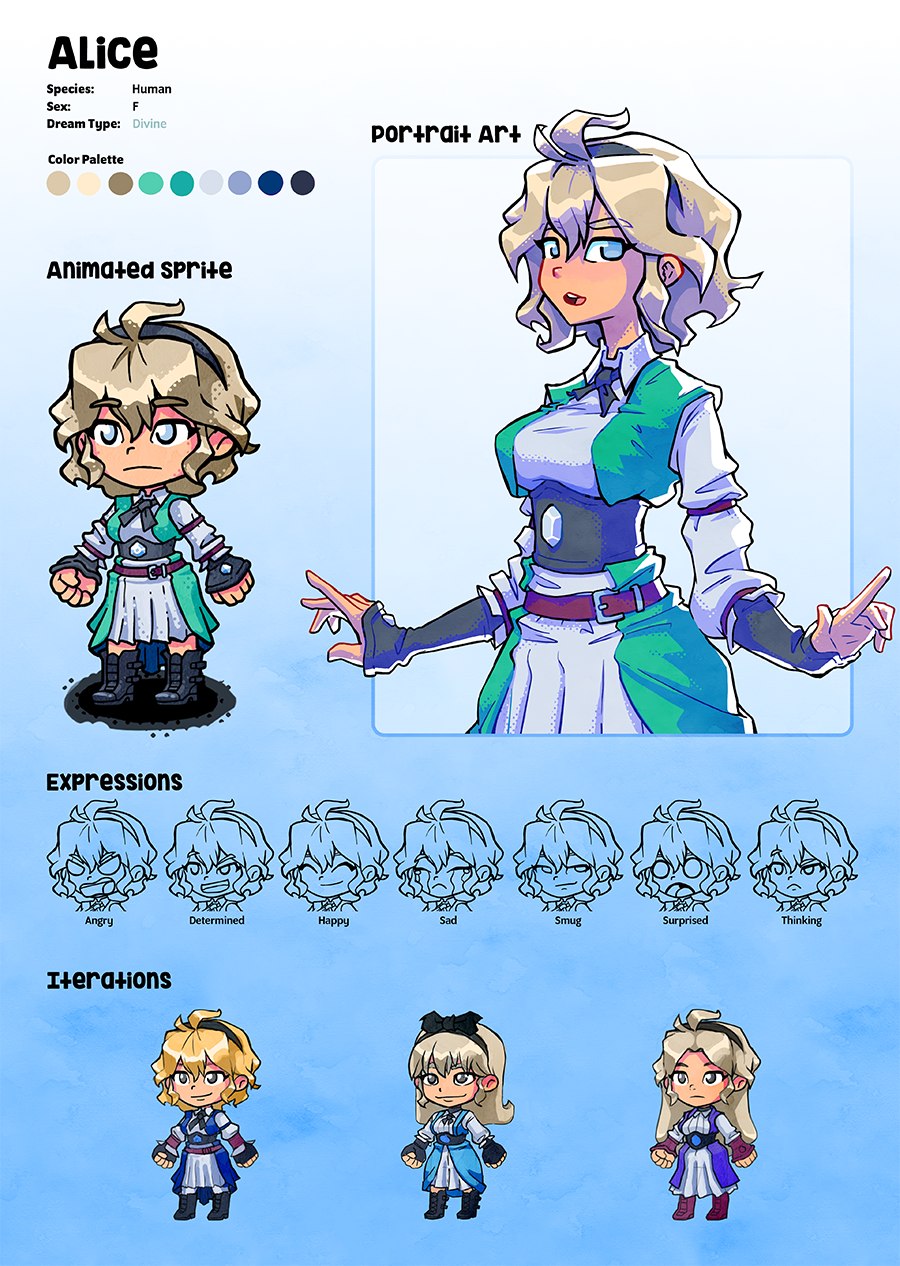 Alice
Species: Human
Sex: F
Dream Type: Divine
Color Palette
Portrait Art
Animated Sprite
Expressions
Angry Determined Happy Sad Smug Surprised Thinking
Iterations